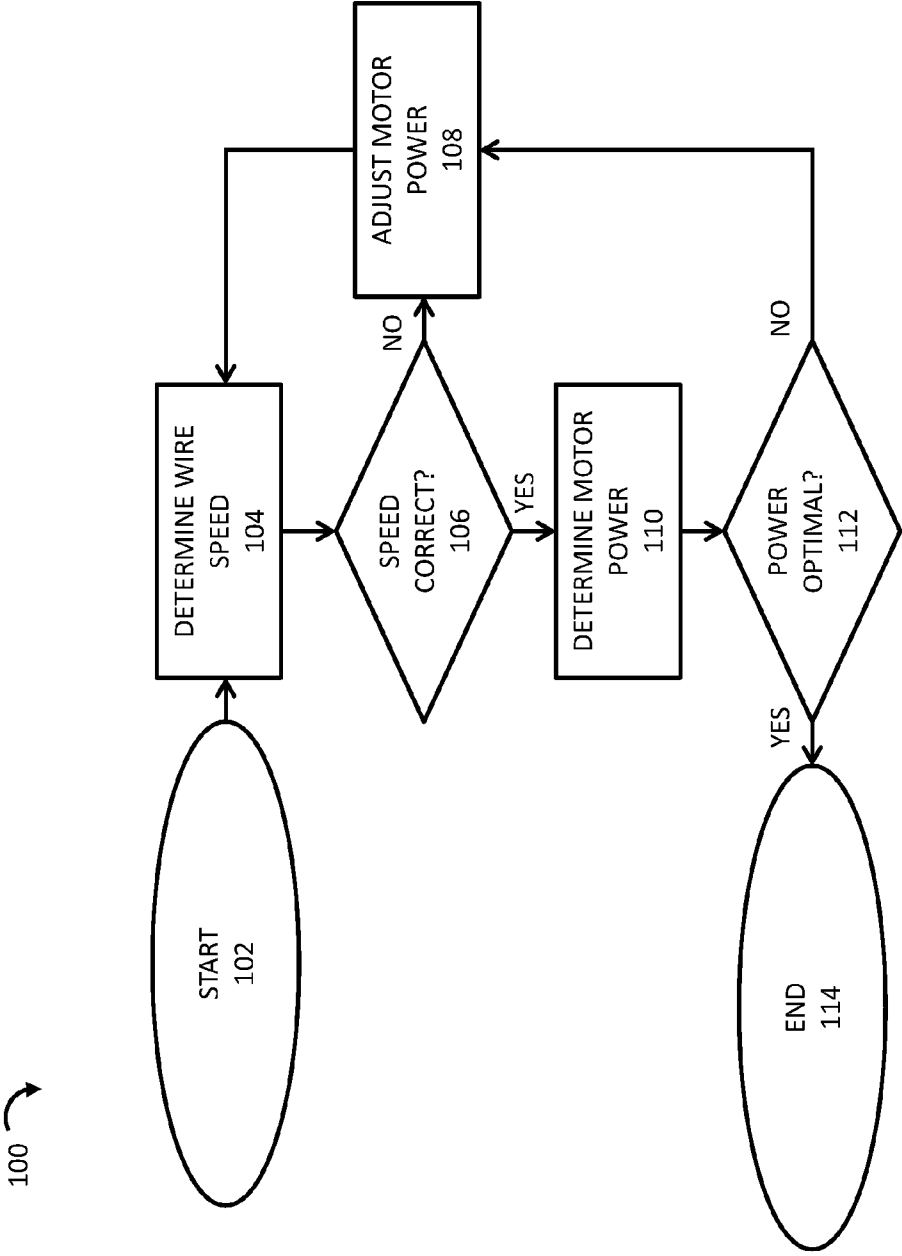 100
START
102
DETERMINE WIRE
SPEED
104
SPEED
CORRECT?
106
NO
ADJUST MOTOR
POWER
108
YES
DETERMINE MOTOR
POWER
110
POWER
OPTIMAL?
112
NO
YES
END
114